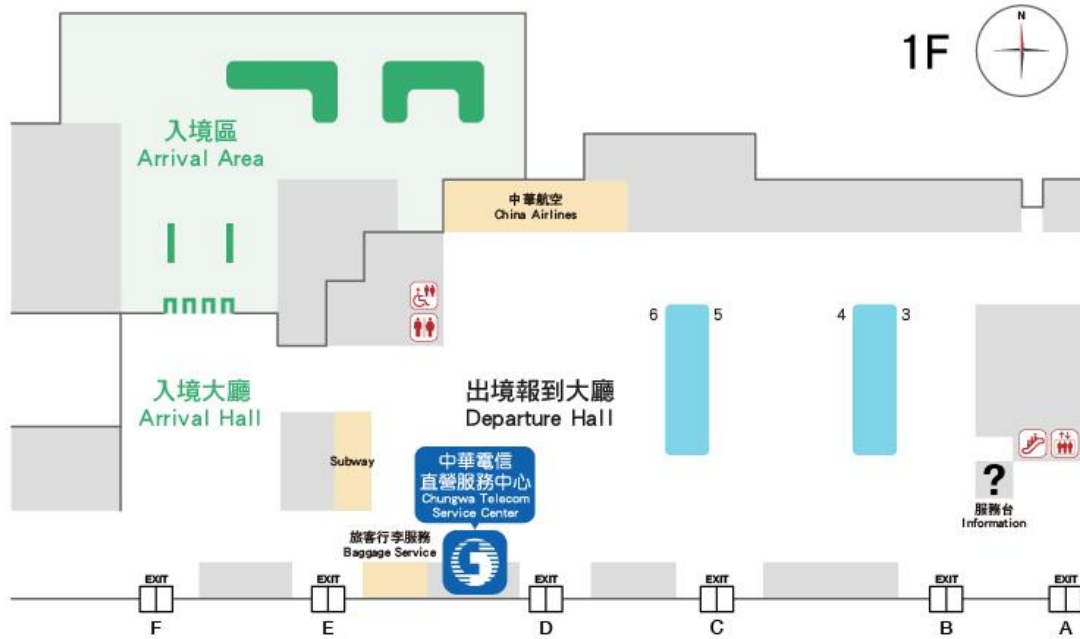 1F
N
入境區
Arrival Area
中華航空
China Airlines
6
5
4
3
入境大廳
Arrival Hall
出境報到大廳
Departure Hall
Subway
中華電信
直營服務中心
Chungwa Telecom
Service Center
?
服務台
Information
旅客行李服務
Baggage Service
EXIT
EXIT
EXIT
EXIT
EXIT
EXIT
F
E
D
C
B
A